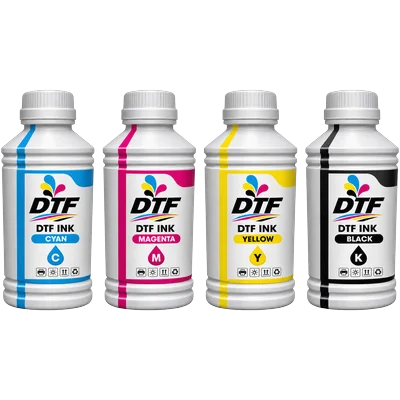 DTF
DTF INK
CYAN
C
DTF
DTF INK
MAGENTA
M
DTF
DTF INK
YELLOW
Y
DTF
DTF INK
BLACK
K